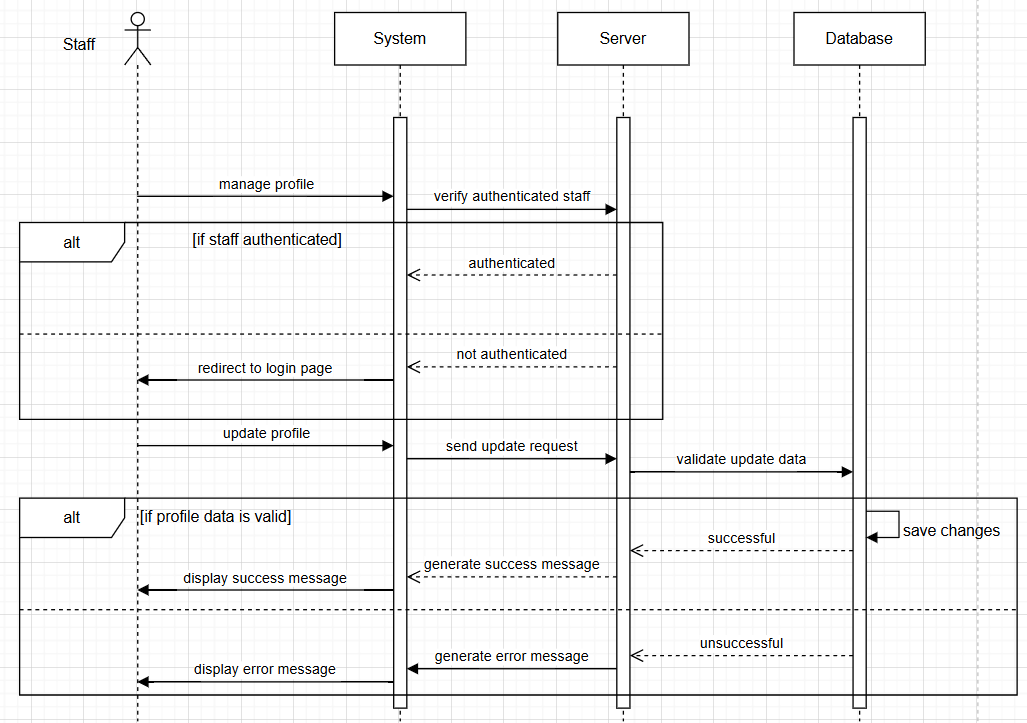 Staff
System
Server
Database
manage profile
verify authenticated staff
alt
[if staff authenticated]
authenticated
not authenticated
redirect to login page
update profile
send update request
validate update data
alt
[if profile data is valid]
save changes
successful
generate success message
display success message
unsuccessful
generate error message
display error message